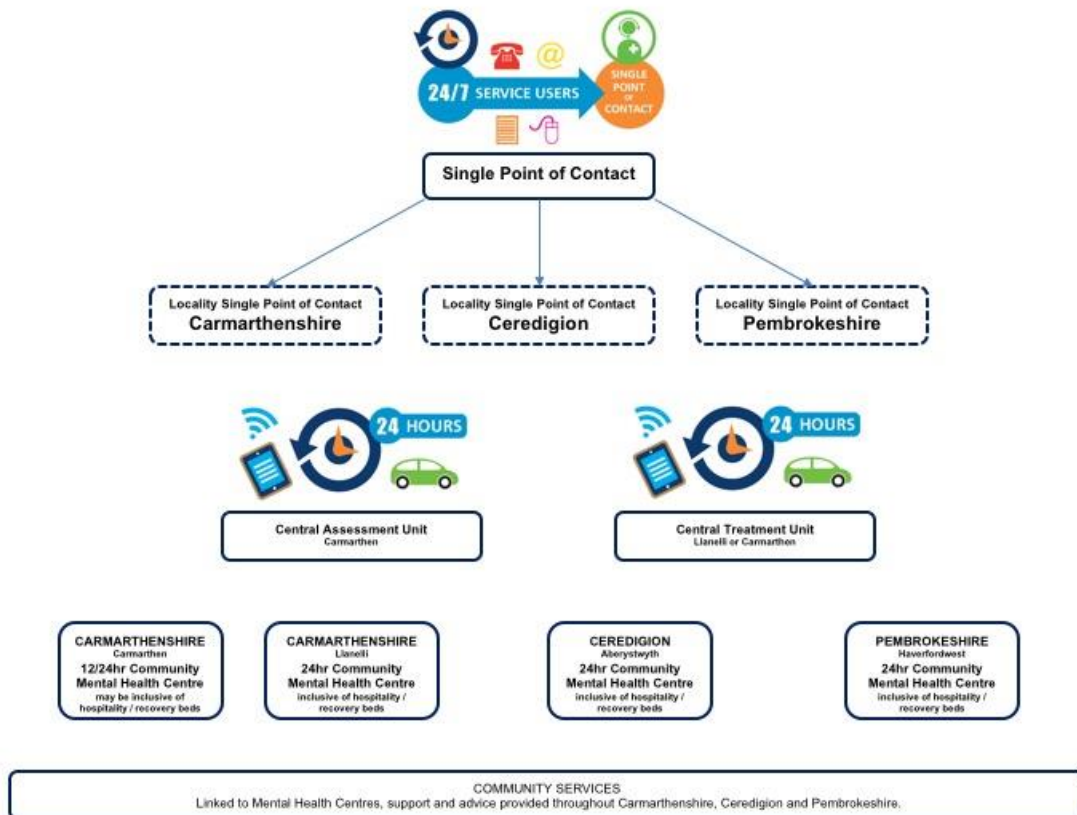 24/7 SERVICE USERS
@
SINGLE
POINT
OF
CONTACT
Single Point of Contact
Locality Single Point of Contact
Carmarthenshire
Locality Single Point of Contact
Ceredigion
Locality Single Point of Contact
Pembrokeshire
24 HOURS
24 HOURS
Central Assessment Unit
Carmarthen
Central Treatment Unit
Llanelli or Carmarthen
CARMARTHENSHIRE
Carmarthen
12/24hr Community
Mental Health Centre
may be inclusive of
hospitality / recovery beds
CARMARTHENSHIRE
Llanelli
24hr Community
Mental Health Centre
inclusive of hospitality /
recovery beds
CEREDIGION
Aberystwyth
24hr Community
Mental Health Centre
inclusive of hospitality /
recovery beds
PEMBROKESHIRE
Haverfordwest
24hr Community
Mental Health Centre
inclusive of hospitality /
recovery beds
COMMUNITY SERVICES
Linked to Mental Health Centres, support and advice provided throughout Carmarthenshire, Ceredigion and Pembrokeshire.